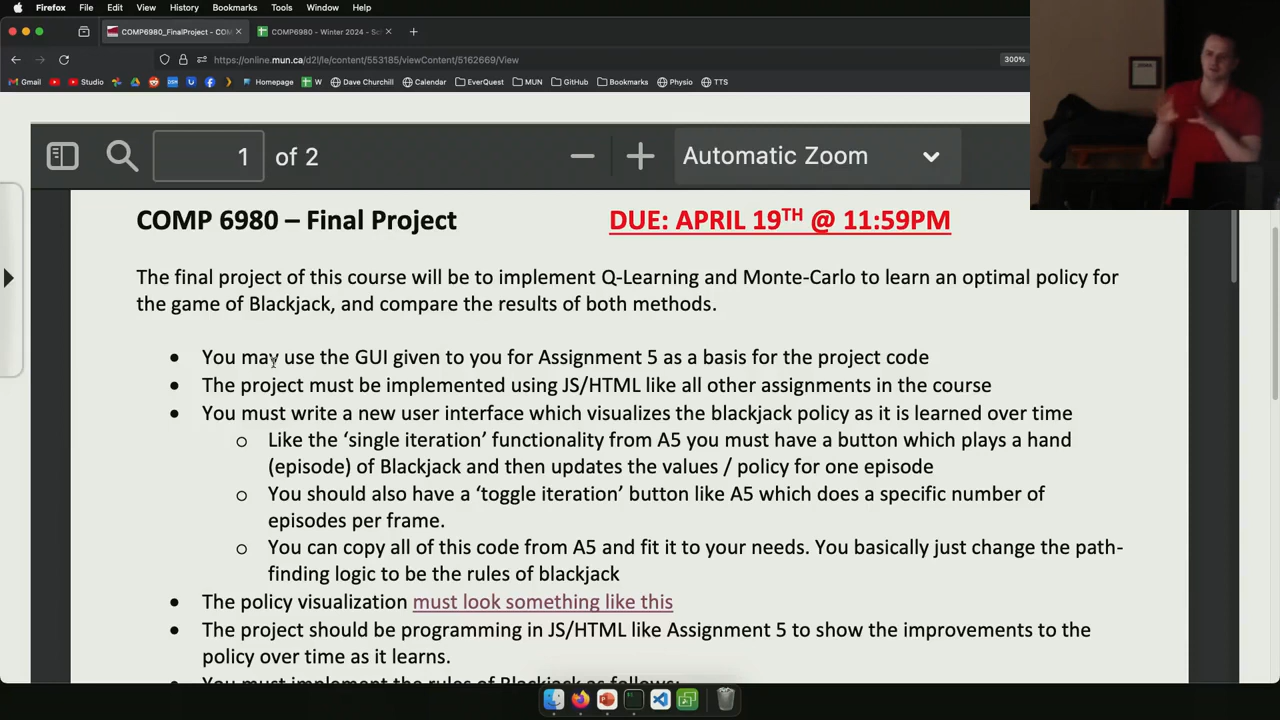 Firefox File Edit View History Bookmarks Tools Window Help
COMP6980_FinalProject - COM COMP6980 - Winter 2024 - Sc
https://online.mun.ca/d2l/le/content/553185/viewContent/5162669/View 300%
Gmail YouTube Studio Homepage W Dave Churchill Calendar EverQuest MUN GitHub Bookmarks Physio TTS
1 of 2 Automatic Zoom
COMP 6980 – Final Project DUE: APRIL 19TH @ 11:59PM
The final project of this course will be to implement Q-Learning and Monte-Carlo to learn an optimal policy for
the game of Blackjack, and compare the results of both methods.
• You may use the GUI given to you for Assignment 5 as a basis for the project code
• The project must be implemented using JS/HTML like all other assignments in the course
• You must write a new user interface which visualizes the blackjack policy as it is learned over time
o Like the ‘single iteration’ functionality from A5 you must have a button which plays a hand
(episode) of Blackjack and then updates the values / policy for one episode
o You should also have a ‘toggle iteration’ button like A5 which does a specific number of
episodes per frame.
o You can copy all of this code from A5 and fit it to your needs. You basically just change the path-
finding logic to be the rules of blackjack
• The policy visualization must look something like this
• The project should be programming in JS/HTML like Assignment 5 to show the improvements to the
policy over time as it learns.
• You must implement the rules of Blackjack as follows: